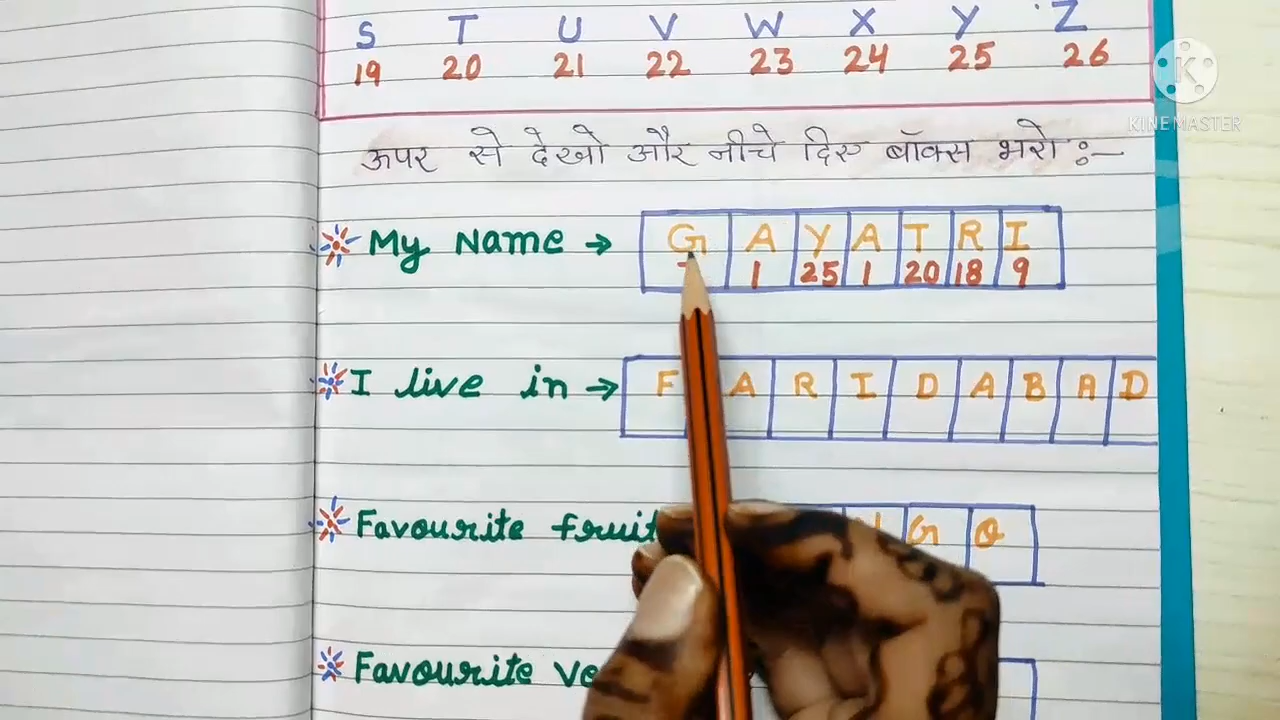 S T U V W X Y Z
19 20 21 22 23 24 25 26
KINEMASTER
ऊपर से देखो और नीचे दिए बॉक्स भरो :-
My Name → G A Y A T R I
1 25 1 20 18 9
I live in → F A R I D A B A D
Favourite fruit G O
Favourite